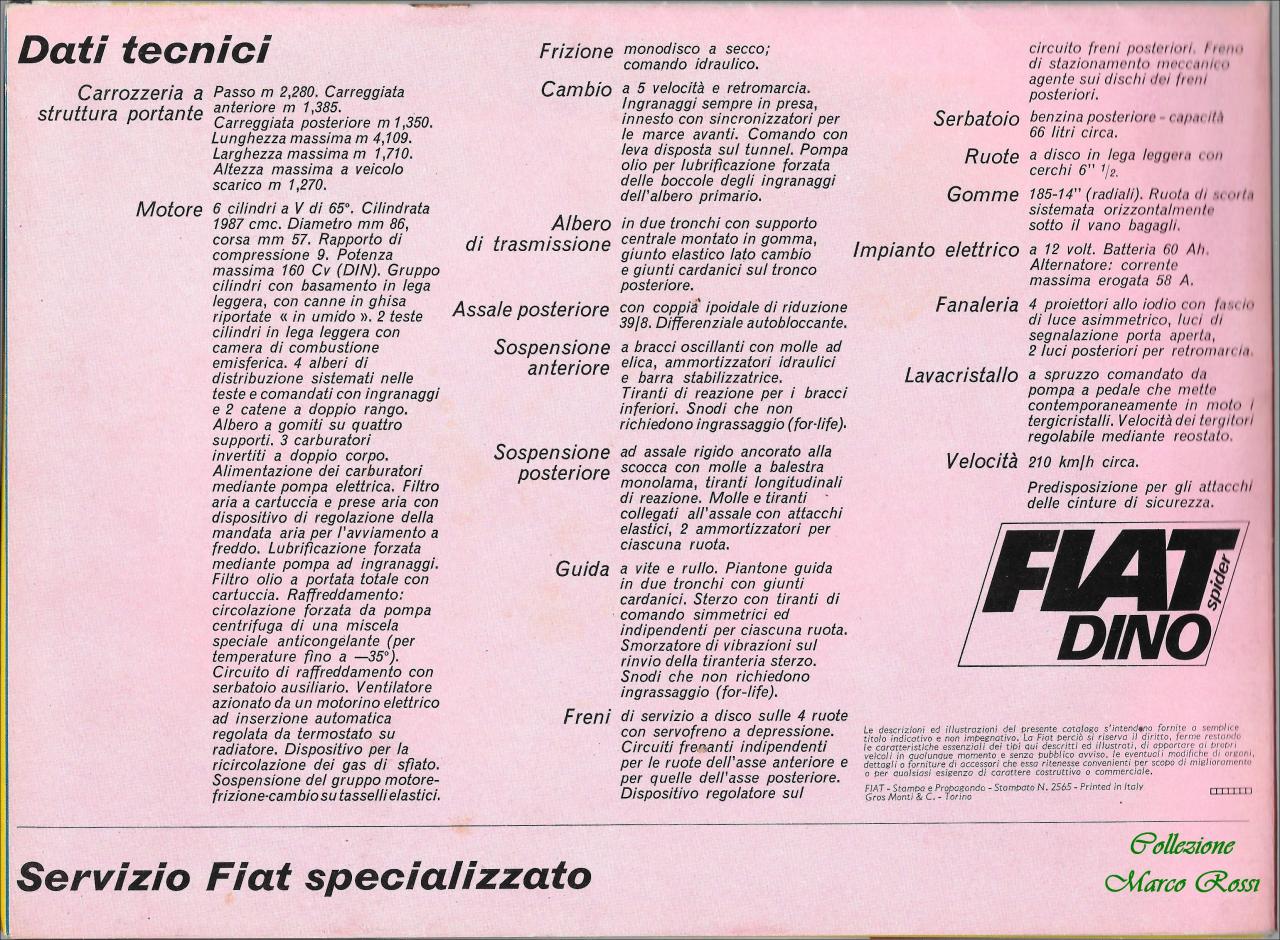 Dati tecnici
Carrozzeria a
struttura portante
Passo m 2,280. Carreggiata
anteriore m 1,385.
Carreggiata posteriore m 1,350.
Lunghezza massima m 4,109.
Larghezza massima m 1,710.
Altezza massima a veicolo
scarico m 1,270.
Motore
6 cilindri a V di 65°. Cilindrata
1987 cmc. Diametro mm 86,
corsa mm 57. Rapporto di
compressione 9. Potenza
massima 160 Cv (DIN). Gruppo
cilindri con basamento in lega
leggera, con canne in ghisa
riportate « in umido ». 2 teste
cilindri in lega leggera con
camera di combustione
emisferica. 4 alberi di
distribuzione sistemati nelle
teste e comandati con ingranaggi
e 2 catene a doppio rango.
Albero a gomiti su quattro
supporti. 3 carburatori
invertiti a doppio corpo.
Alimentazione dei carburatori
mediante pompa elettrica. Filtro
aria a cartuccia e prese aria con
dispositivo di regolazione della
mandata aria per l'avviamento a
freddo. Lubrificazione forzata
mediante pompa ad ingranaggi.
Filtro olio a portata totale con
cartuccia. Raffreddamento:
circolazione forzata da pompa
centrifuga di una miscela
speciale anticongelante (per
temperature fino a —35°).
Circuito di raffreddamento con
serbatoio ausiliario. Ventilatore
azionato da un motorino elettrico
ad inserzione automatica
regolata da termostato su
radiatore. Dispositivo per la
ricircolazione dei gas di sfiato.
Sospensione del gruppo motore-
frizione-cambio su tasselli elastici.
Frizione
monodisco a secco;
comando idraulico.
Cambio
a 5 velocità e retromarcia.
Ingranaggi sempre in presa,
innesto con sincronizzatori per
le marce avanti. Comando con
leva disposta sul tunnel. Pompa
olio per lubrificazione forzata
delle boccole degli ingranaggi
dell'albero primario.
Albero
di trasmissione
in due tronchi con supporto
centrale montato in gomma,
giunto elastico lato cambio
e giunti cardanici sul tronco
posteriore.
Assale posteriore
con coppia ipoidale di riduzione
39/8. Differenziale autobloccante.
Sospensione
anteriore
a bracci oscillanti con molle ad
elica, ammortizzatori idraulici
e barra stabilizzatrice.
Tiranti di reazione per i bracci
inferiori. Snodi che non
richiedono ingrassaggio (for-life).
Sospensione
posteriore
ad assale rigido ancorato alla
scocca con molle a balestra
monolama, tiranti longitudinali
di reazione. Molle e tiranti
collegati all'assale con attacchi
elastici, 2 ammortizzatori per
ciascuna ruota.
Guida
a vite e rullo. Piantone guida
in due tronchi con giunti
cardanici. Sterzo con tiranti di
comando simmetrici ed
indipendenti per ciascuna ruota.
Smorzatore di vibrazioni sul
rinvio della tiranteria sterzo.
Snodi che non richiedono
ingrassaggio (for-life).
Freni
di servizio a disco sulle 4 ruote
con servofreno a depressione.
Circuiti frenanti indipendenti
per le ruote dell'asse anteriore e
per quelle dell'asse posteriore.
Dispositivo regolatore sul
circuito freni posteriori. Freno
di stazionamento meccanico
agente sui dischi dei freni
posteriori.
Serbatoio
benzina posteriore - capacità
66 litri circa.
Ruote
a disco in lega leggera con
cerchi 6" 1/2.
Gomme
185-14" (radiali). Ruota di scorta
sistemata orizzontalmente
sotto il vano bagagli.
Impianto elettrico
a 12 volt. Batteria 60 Ah.
Alternatore: corrente
massima erogata 58 A.
Fanaleria
4 proiettori allo iodio con fascio
di luce asimmetrico, luci di
segnalazione porta aperta,
2 luci posteriori per retromarcia.
Lavacristallo
a spruzzo comandato da
pompa a pedale che mette
contemporaneamente in moto i
tergicristalli. Velocità dei tergitori
regolabile mediante reostato.
Velocità
210 km/h circa.
Predisposizione per gli attacchi
delle cinture di sicurezza.
FIAT
DINO
spider
Le descrizioni ed illustrazioni del presente catalogo s'intendono fornite a semplice
titolo indicativo e non impegnativo. La Fiat perciò si riserva il diritto, ferme restando
le caratteristiche essenziali dei tipi qui descritti ed illustrati, di apportare ai propri
veicoli in qualunque momento e senza pubblico avviso, le eventuali modifiche di organi,
dettagli o forniture di accessori che essa ritenesse convenienti per scopo di miglioramento
o per qualsiasi esigenza di carattere costruttivo o commerciale.
FIAT - Stampa e Propaganda - Stampato N. 2565 - Printed in Italy
Gros Monti & C. - Torino
Servizio Fiat specializzato
Collezione
Marco Rossi